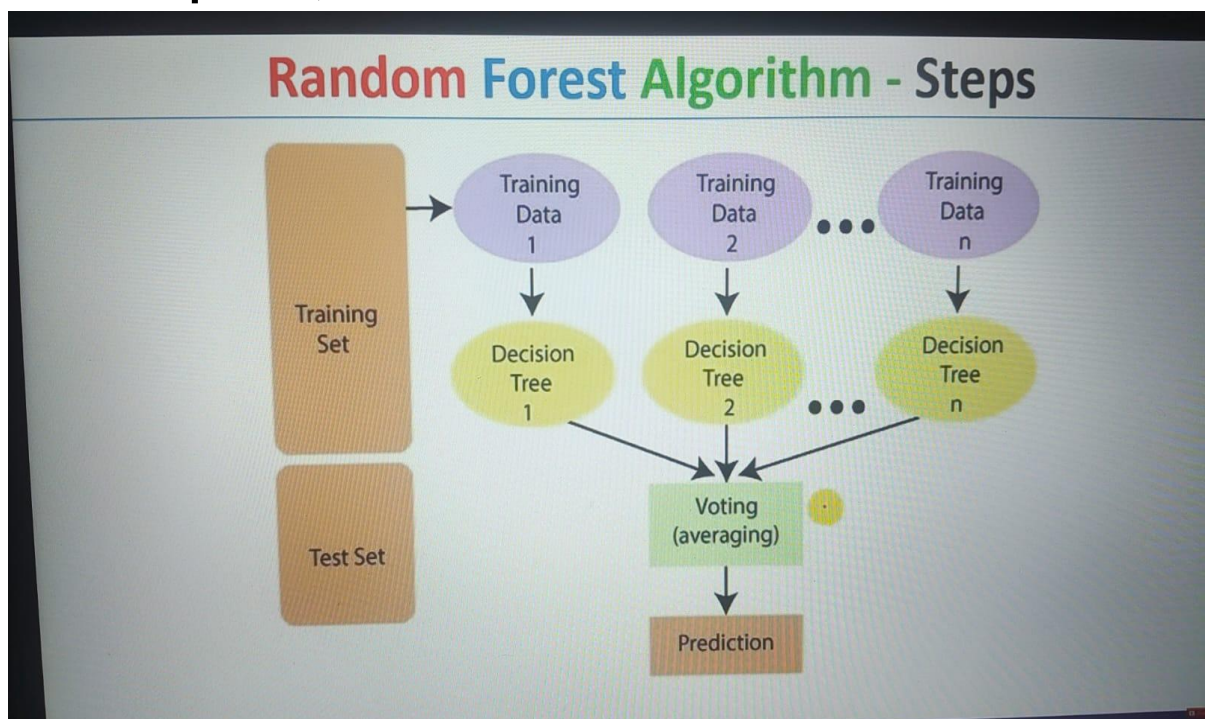 Random Forest Algorithm - Steps
Training
Set
Test Set
Training
Data
1
Training
Data
2
Training
Data
n
Decision
Tree
1
Decision
Tree
2
Decision
Tree
n
Voting
(averaging)
Prediction